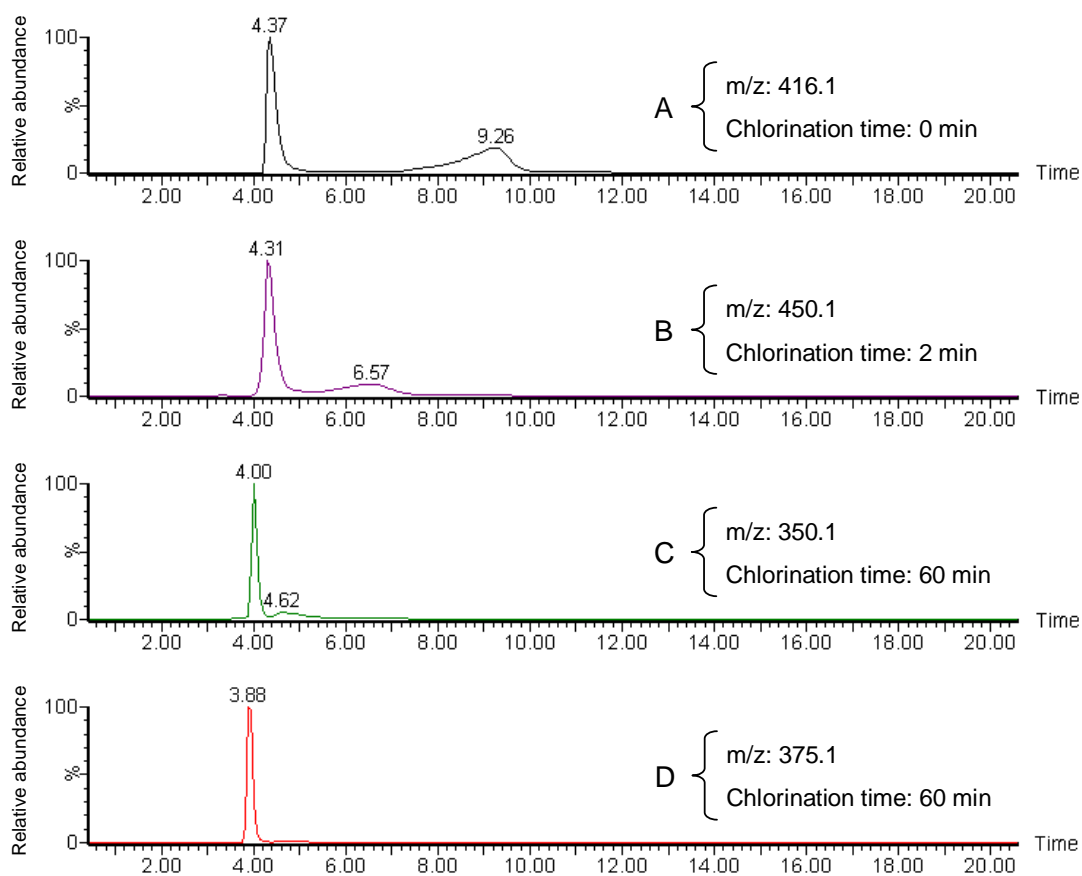 Relative abundance
100
%
0
4.37
9.26
A
m/z: 416.1
Chlorination time: 0 min
2.00 4.00 6.00 8.00 10.00 12.00 14.00 16.00 18.00 20.00
Time
Relative abundance
100
%
0
4.31
6.57
B
m/z: 450.1
Chlorination time: 2 min
2.00 4.00 6.00 8.00 10.00 12.00 14.00 16.00 18.00 20.00
Time
Relative abundance
100
%
0
4.00
4.62
C
m/z: 350.1
Chlorination time: 60 min
2.00 4.00 6.00 8.00 10.00 12.00 14.00 16.00 18.00 20.00
Time
Relative abundance
100
%
0
3.88
D
m/z: 375.1
Chlorination time: 60 min
2.00 4.00 6.00 8.00 10.00 12.00 14.00 16.00 18.00 20.00
Time